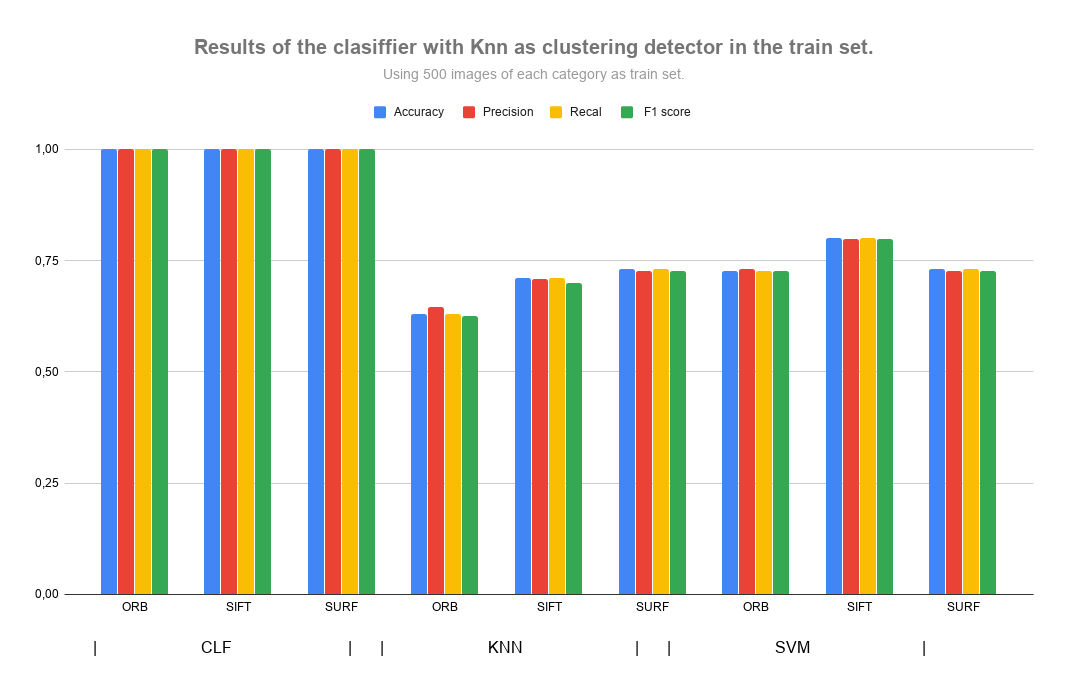 Results of the clasiffier with Knn as clustering detector in the train set.
Using 500 images of each category as train set.
Accuracy Precision Recal F1 score
1,00
0,75
0,50
0,25
0,00
ORB SIFT SURF ORB SIFT SURF ORB SIFT SURF
| CLF | | KNN | | SVM |